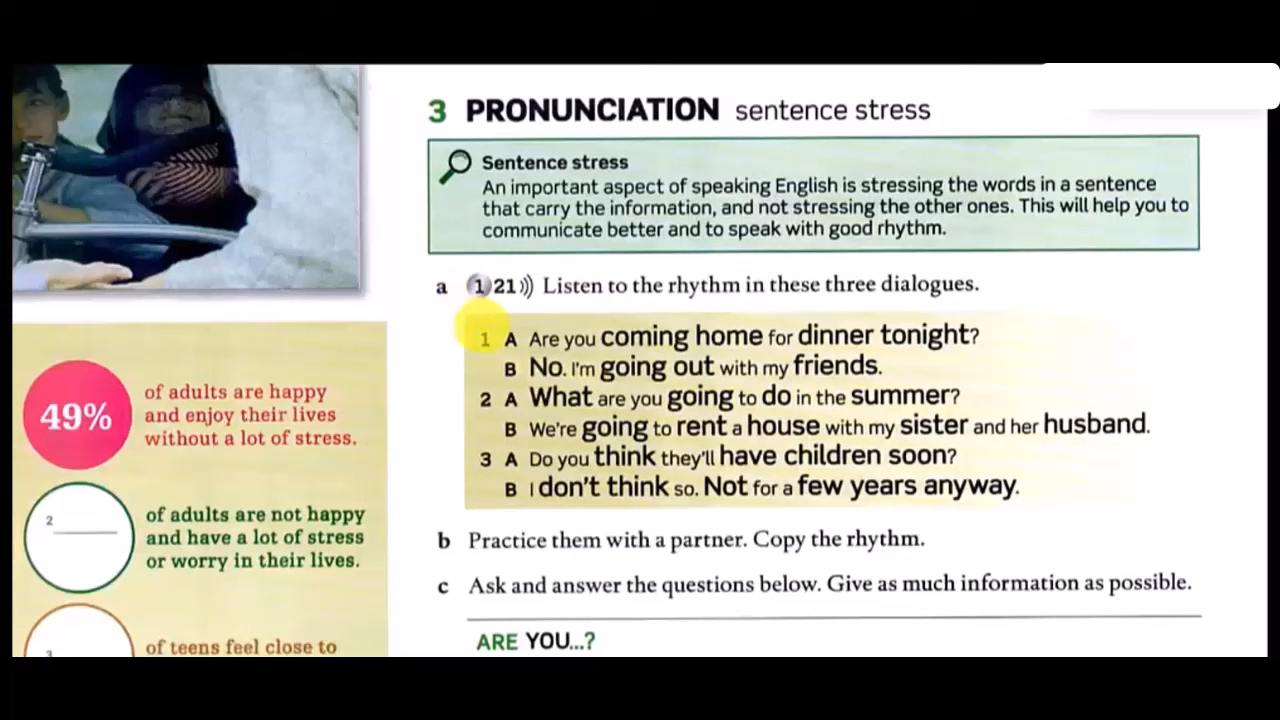 3 PRONUNCIATION sentence stress
Sentence stress
An important aspect of speaking English is stressing the words in a sentence
that carry the information, and not stressing the other ones. This will help you to
communicate better and to speak with good rhythm.
a 1 21))) Listen to the rhythm in these three dialogues.
1 A Are you coming home for dinner tonight?
B No. I'm going out with my friends.
2 A What are you going to do in the summer?
B We're going to rent a house with my sister and her husband.
3 A Do you think they'll have children soon?
B I don't think so. Not for a few years anyway.
b Practice them with a partner. Copy the rhythm.
c Ask and answer the questions below. Give as much information as possible.
ARE YOU...?
49%
of adults are happy
and enjoy their lives
without a lot of stress.
2
of adults are not happy
and have a lot of stress
or worry in their lives.
3
of teens feel close to